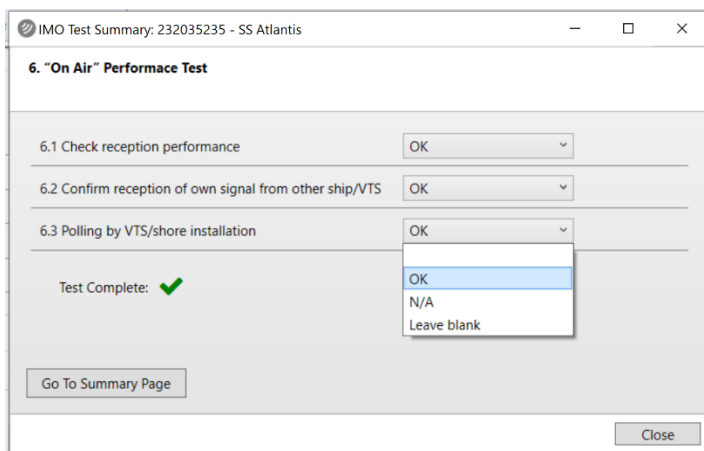 IMO Test Summary: 232035235 - SS Atlantis
6. “On Air” Performace Test
6.1 Check reception performance OK
6.2 Confirm reception of own signal from other ship/VTS OK
6.3 Polling by VTS/shore installation OK
OK
Test Complete:
N/A
Leave blank
Go To Summary Page
Close